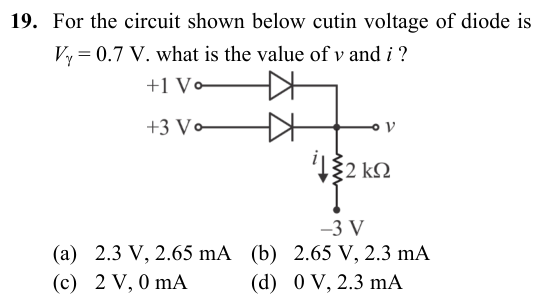 19. For the circuit shown below cutin voltage of diode is
Vγ = 0.7 V. what is the value of v and i ?
+1 V
+3 V
v
i
2 kΩ
–3 V
(a) 2.3 V, 2.65 mA (b) 2.65 V, 2.3 mA
(c) 2 V, 0 mA (d) 0 V, 2.3 mA